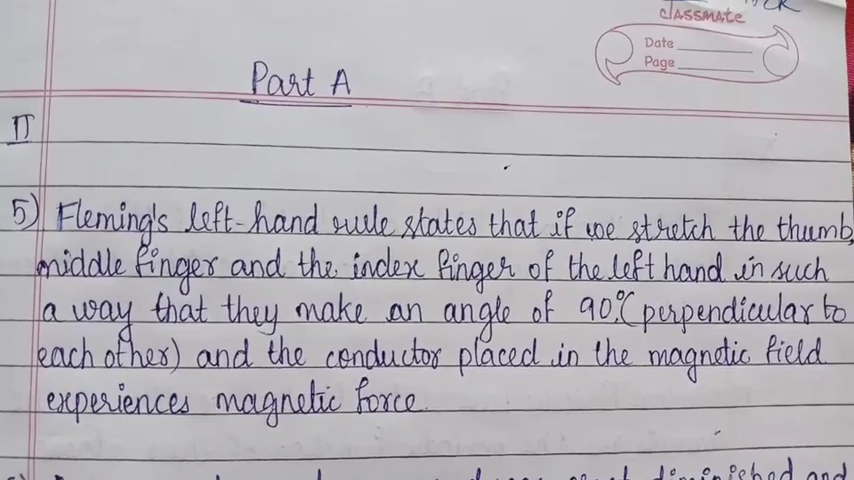 CLASSMATE
Date
Page
Part A
II
5) Fleming's left-hand rule states that if we stretch the thumb,
middle finger and the index finger of the left hand in such
a way that they make an angle of 90°(perpendicular to
each other) and the conductor placed in the magnetic field
experiences magnetic force.
diminished and